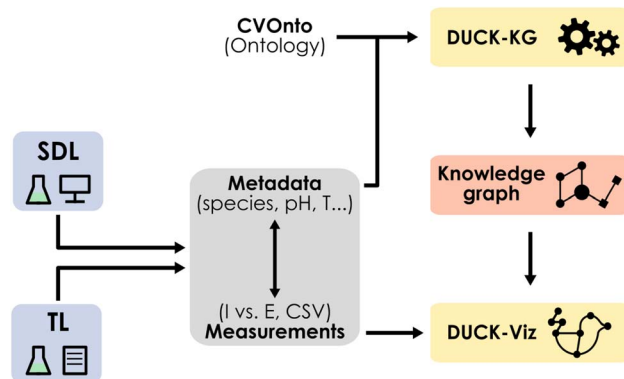 CVOnto
(Ontology)
DUCK-KG
SDL
Metadata
(species, pH, T...)
Knowledge
graph
(I vs. E, CSV)
Measurements
TL
DUCK-Viz